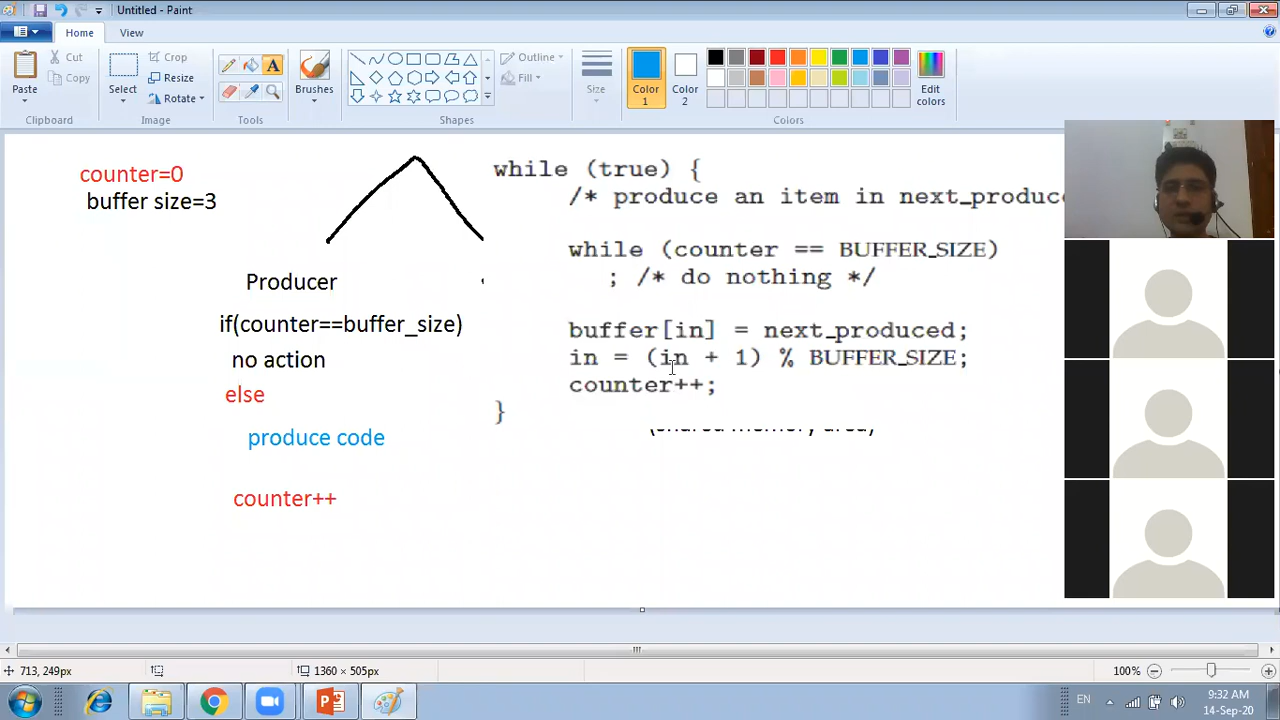 Untitled - Paint
Home
View
Paste
Cut
Copy
Clipboard
Select
Crop
Resize
Rotate
Image
A
Tools
Brushes
Shapes
Outline
Fill
Size
Color 1
Color 2
Edit colors
Colors
counter=0
buffer size=3
Producer
if(counter==buffer_size)
no action
else
produce code
counter++
while (true) {
/* produce an item in next_produce
while (counter == BUFFER_SIZE)
; /* do nothing */
buffer[in] = next_produced;
in = (in + 1) % BUFFER_SIZE;
counter++;
}
(shared memory area)
713, 249px
1360 × 505px
100%
EN
9:32 AM
14-Sep-20